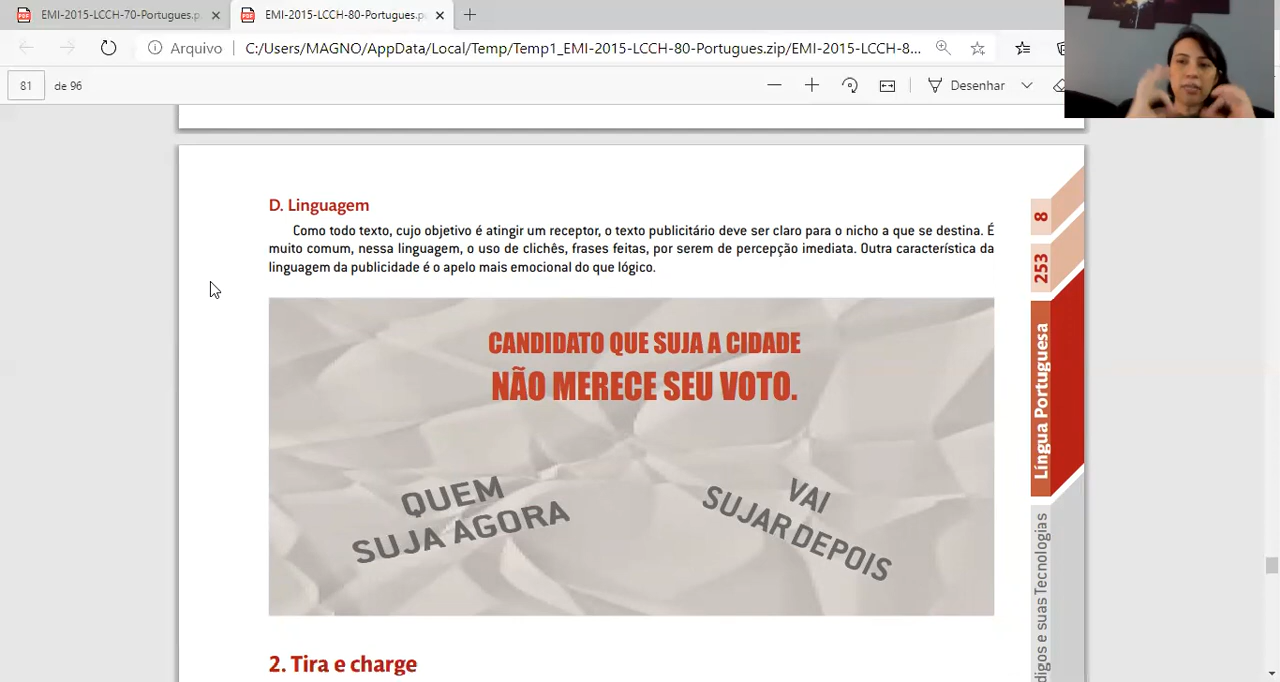 EMI-2015-LCCH-70-Portugues.p
EMI-2015-LCCH-80-Portugues.p
Arquivo
C:/Users/MAGNO/AppData/Local/Temp/Temp1_EMI-2015-LCCH-80-Portugues.zip/EMI-2015-LCCH-8...
81 de 96
Desenhar
D. Linguagem
Como todo texto, cujo objetivo é atingir um receptor, o texto publicitário deve ser claro para o nicho a que se destina. É
muito comum, nessa linguagem, o uso de clichês, frases feitas, por serem de percepção imediata. Outra característica da
linguagem da publicidade é o apelo mais emocional do que lógico.
CANDIDATO QUE SUJA A CIDADE
NÃO MERECE SEU VOTO.
QUEM
SUJA AGORA
VAI
SUJAR DEPOIS
2. Tira e charge
8
253
Língua Portuguesa
digos e suas Tecnologias